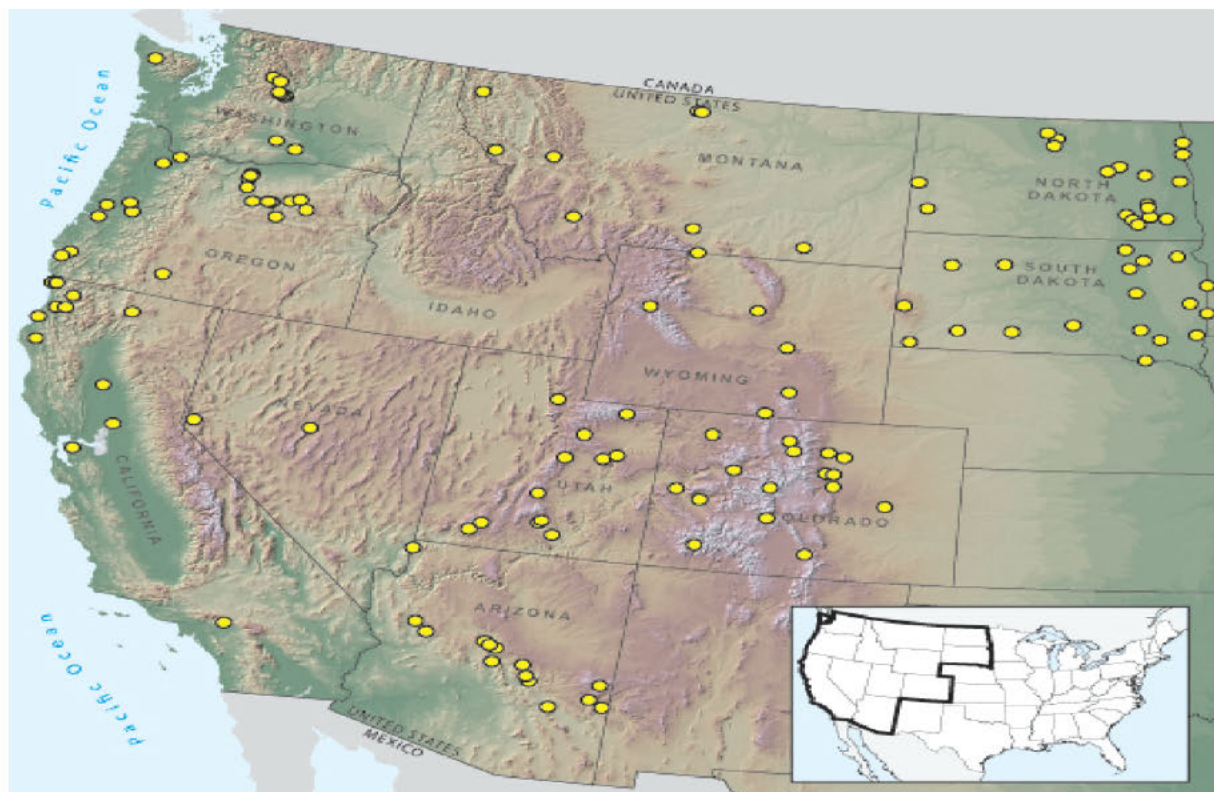 CANADA
UNITED STATES
Pacific Ocean
WASHINGTON
MONTANA
NORTH
DAKOTA
OREGON
SOUTH
DAKOTA
IDAHO
WYOMING
NEVADA
UTAH
COLORADO
CALIFORNIA
ARIZONA
Pacific Ocean
UNITED STATES
MEXICO